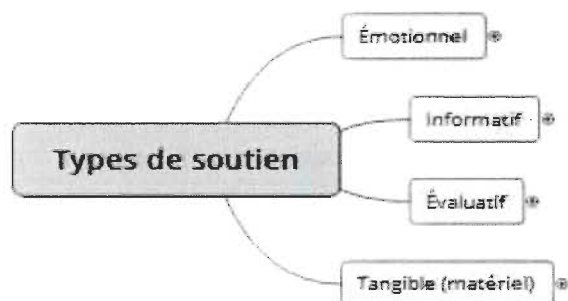 Émotionnel
Informatif
Types de soutien
Évaluatif
Tangible (matériel)